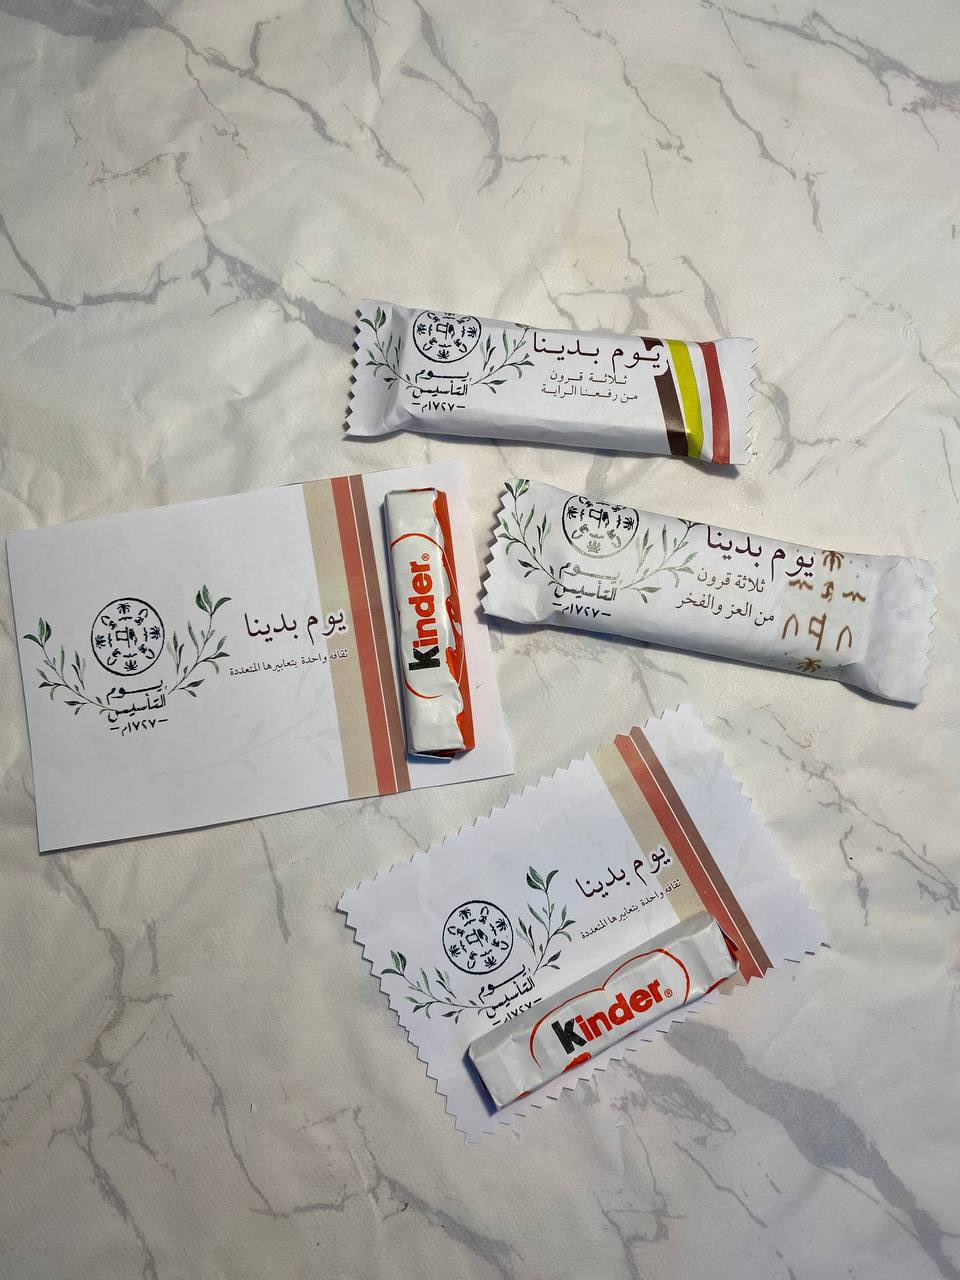 يوم بدينا
ثلاثة قرون
من رفعنا الراية
يوم
التأسيس
١٧٢٧م
يوم بدينا
ثلاثة قرون
من العز والفخر
يوم
التأسيس
١٧٢٧م
Kinder®
يوم بدينا
ثقافه واحدة بتعابيرها المتعددة
يوم
التأسيس
١٧٢٧م
يوم بدينا
ثقافه واحدة بتعابيرها المتعددة
يوم
التأسيس
١٧٢٧م
Kinder®